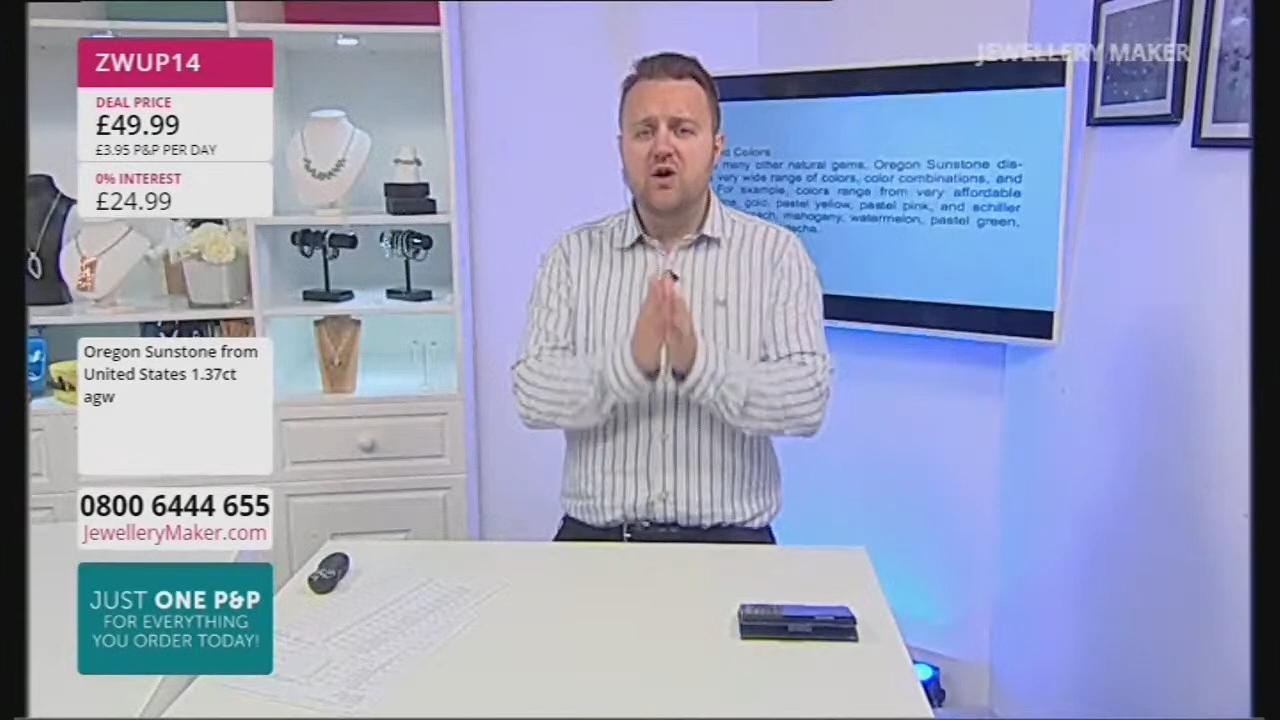 ZWUP14
DEAL PRICE
£49.99
£3.95 P&P PER DAY
0% INTEREST
£24.99
Oregon Sunstone from
United States 1.37ct
agw
0800 6444 655
JewelleryMaker.com
JUST ONE P&P
FOR EVERYTHING
YOU ORDER TODAY!
JEWELLERY MAKER
Colors
many other natural gems, Oregon Sunstone dis-
very wide range of colors, color combinations, and
For example, colors range from very affordable
gold, pastel yellow, pastel pink, and schiller
mahogany, watermelon, pastel green,